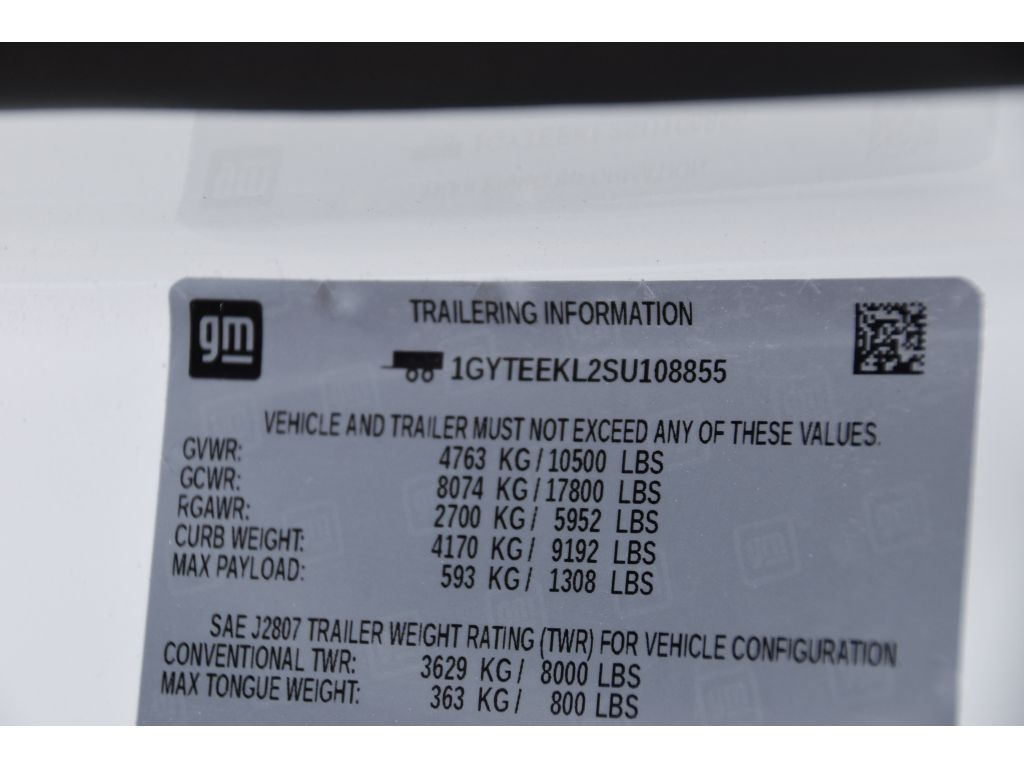 gm
TRAILERING INFORMATION
1GYTEEKL2SU108855
VEHICLE AND TRAILER MUST NOT EXCEED ANY OF THESE VALUES.
GVWR: 4763 KG/10500 LBS
GCWR: 8074 KG/17800 LBS
RGAWR: 2700 KG/ 5952 LBS
CURB WEIGHT: 4170 KG/ 9192 LBS
MAX PAYLOAD: 593 KG/ 1308 LBS
SAE J2807 TRAILER WEIGHT RATING (TWR) FOR VEHICLE CONFIGURATION
CONVENTIONAL TWR: 3629 KG/ 8000 LBS
MAX TONGUE WEIGHT: 363 KG/ 800 LBS